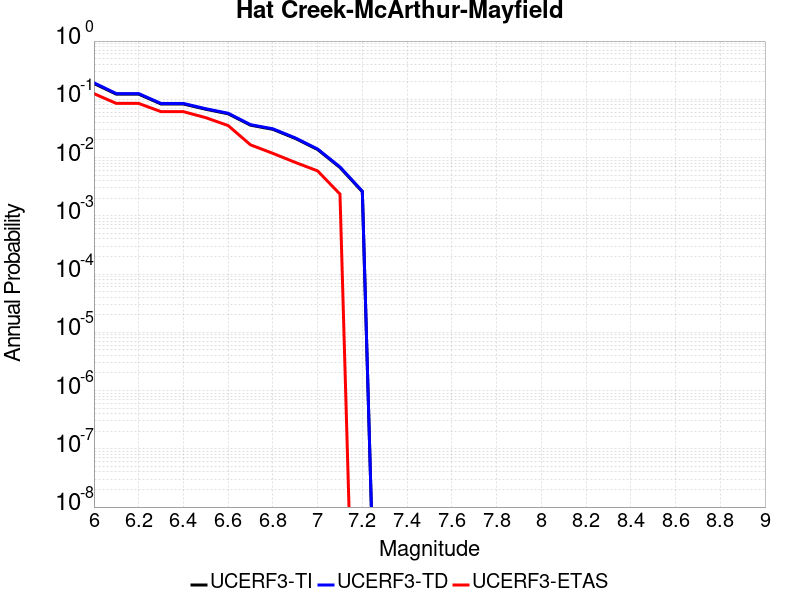 Hat Creek-McArthur-Mayfield
10^0
10^-1
10^-2
10^-3
10^-4
10^-5
10^-6
10^-7
10^-8
Annual Probability
6 6.2 6.4 6.6 6.8 7 7.2 7.4 7.6 7.8 8 8.2 8.4 8.6 8.8 9
Magnitude
UCERF3-TI UCERF3-TD UCERF3-ETAS